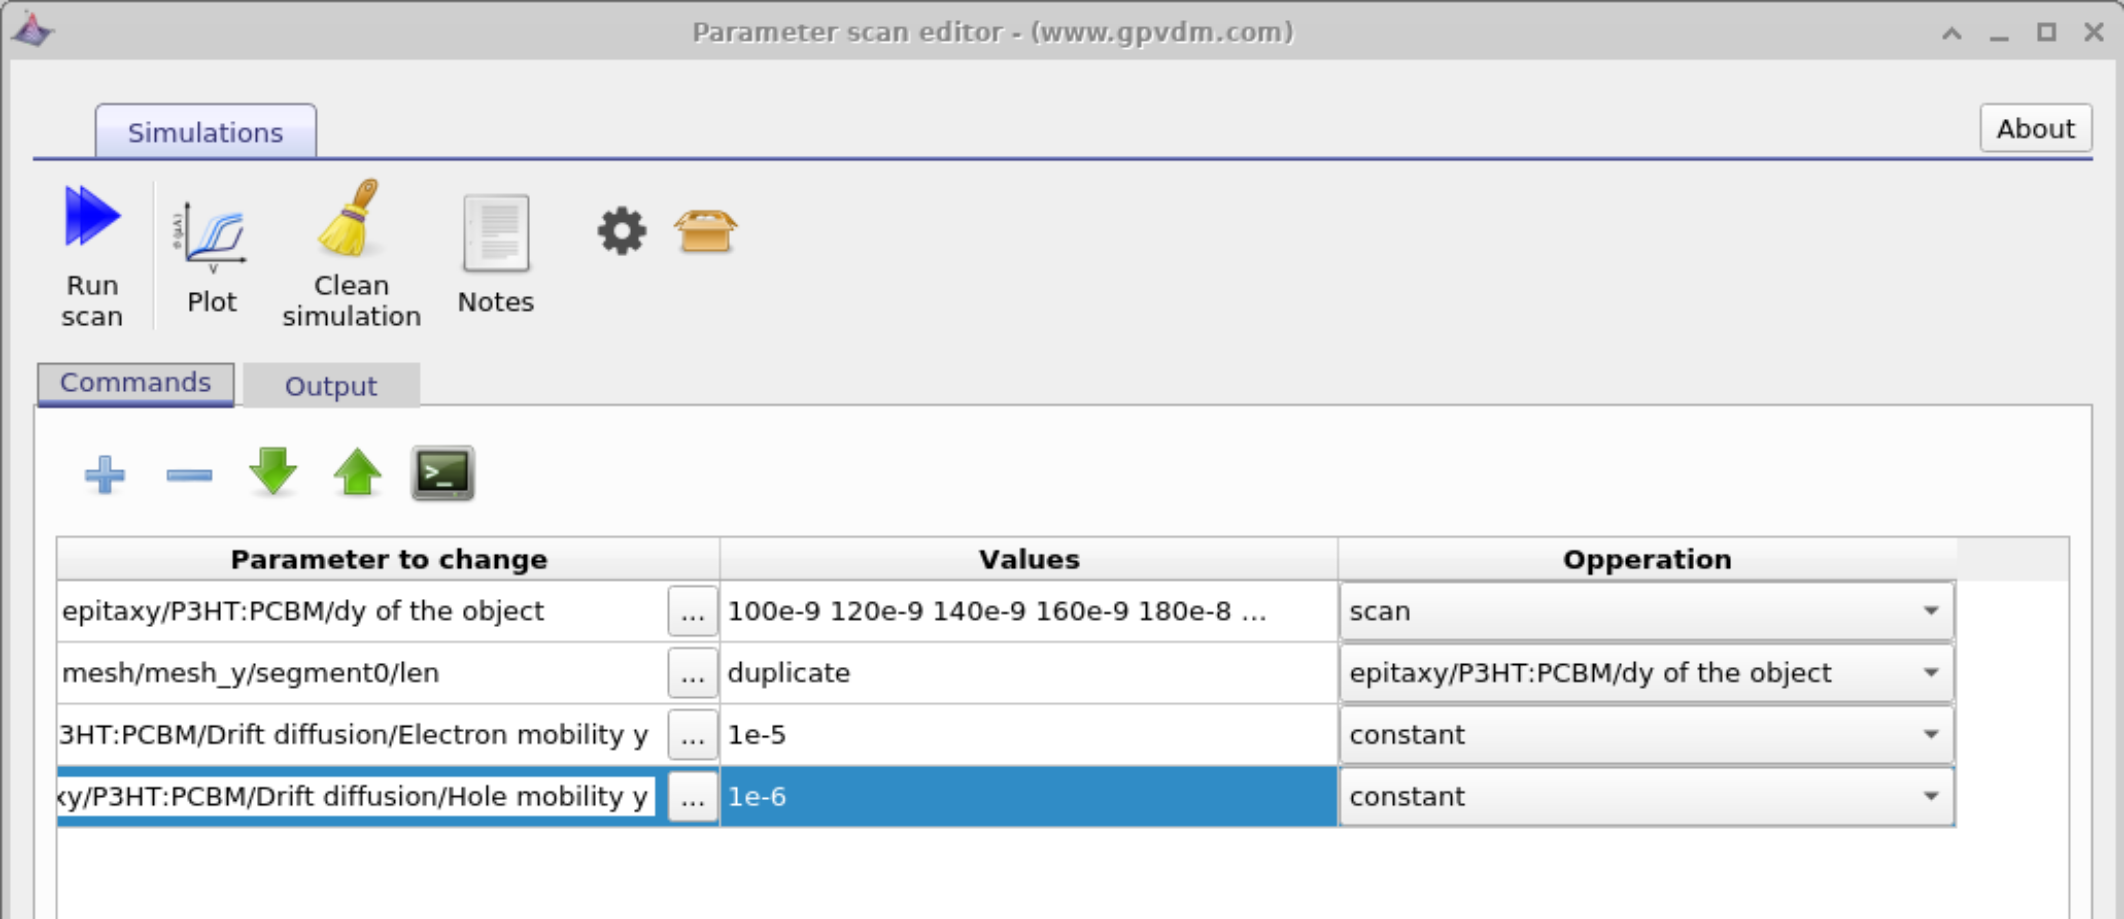 Parameter scan editor - (www.gpvdm.com)
Simulations
About
Run
scan
Plot
Clean
simulation
Notes
Commands
Output
Parameter to change Values Opperation
epitaxy/P3HT:PCBM/dy of the object ... 100e-9 120e-9 140e-9 160e-9 180e-8 ... scan
mesh/mesh_y/segment0/len ... duplicate epitaxy/P3HT:PCBM/dy of the object
3HT:PCBM/Drift diffusion/Electron mobility y ... 1e-5 constant
xy/P3HT:PCBM/Drift diffusion/Hole mobility y ... 1e-6 constant